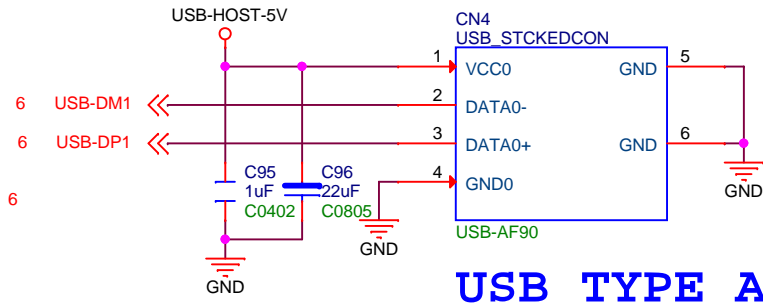 USB-HOST-5V
CN4
USB_STCKEDCON
1 VCC0 GND 5
6 USB-DM1 2 DATA0-
6 USB-DP1 3 DATA0+ GND 6
4 GND0
C95 C96
1uF 22uF
C0402 C0805
6
GND
GND
GND
USB-AF90
USB TYPE A